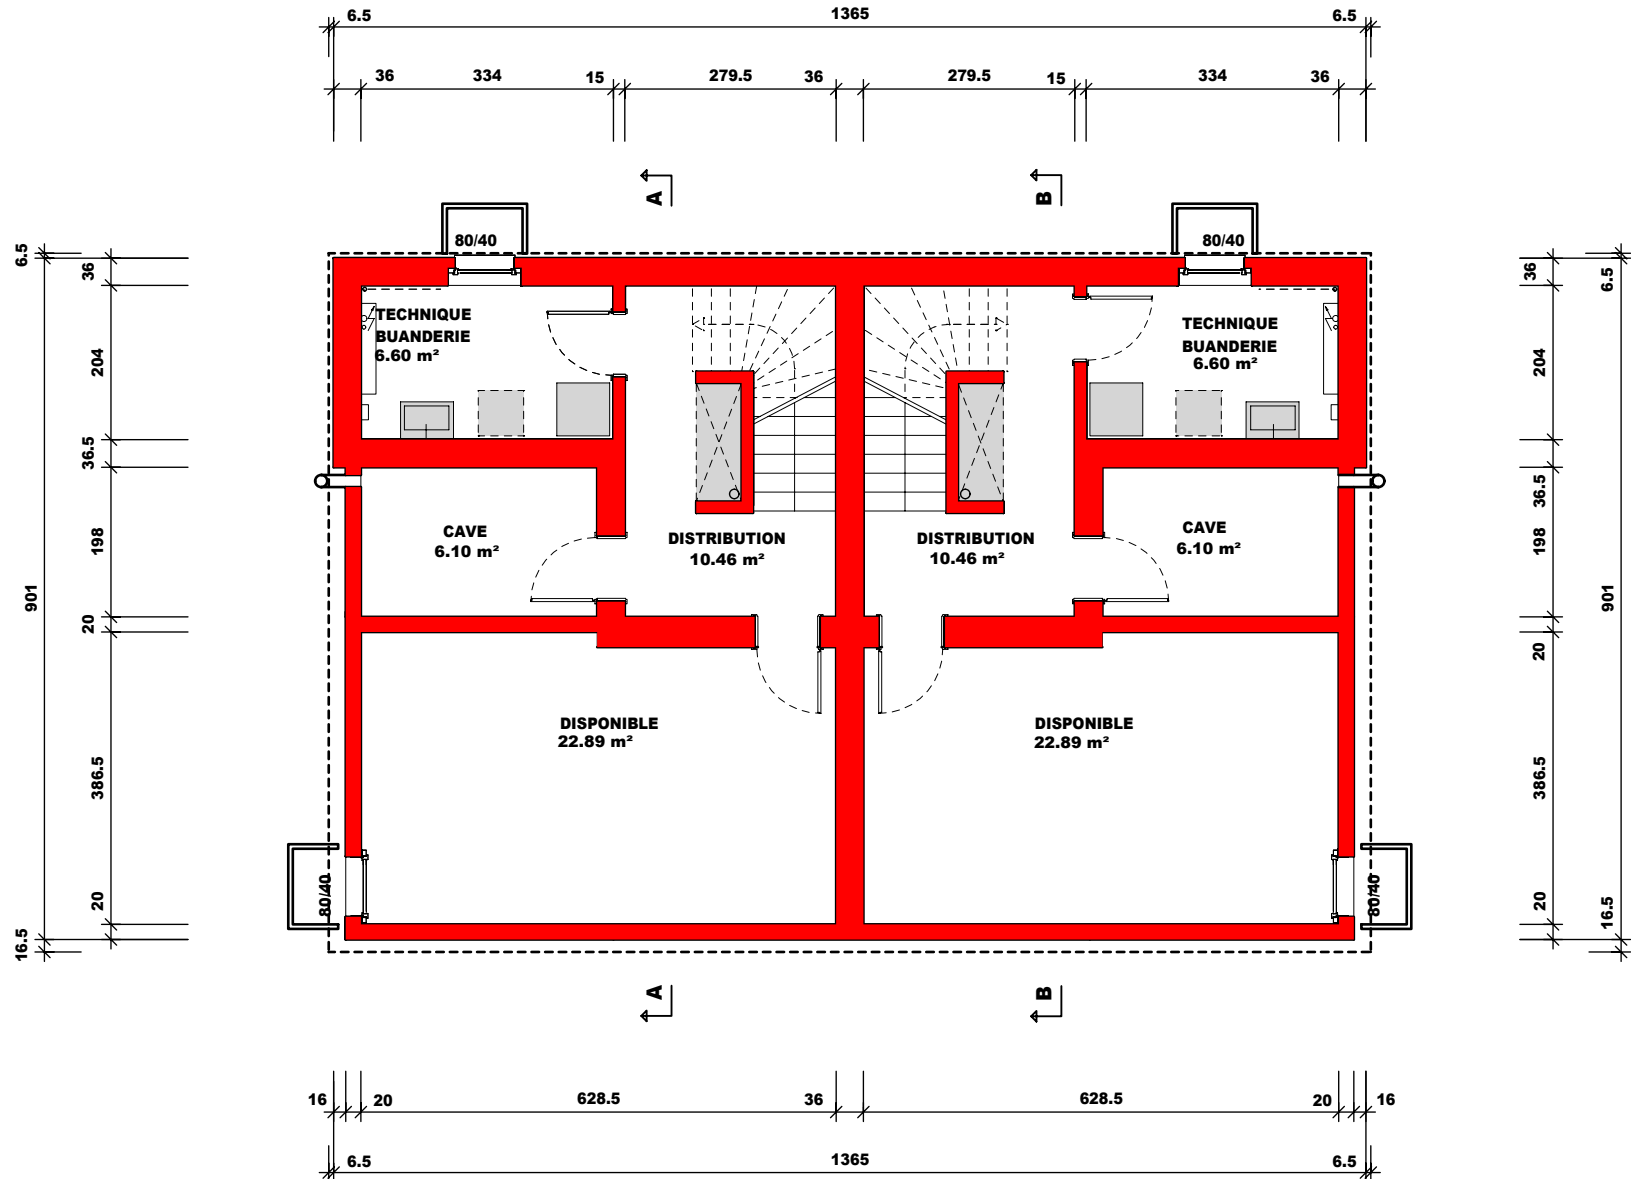 6.5 1365 6.5
36 334 15 279.5 36 279.5 15 334 36
A B
80/40 80/40
6.5 36 36 6.5
TECHNIQUE
BUANDERIE
6.60 m²
TECHNIQUE
BUANDERIE
6.60 m²
204 204
36.5 36.5
CAVE
6.10 m²
DISTRIBUTION
10.46 m²
DISTRIBUTION
10.46 m²
CAVE
6.10 m²
198 198
901 901
20 20
DISPONIBLE
22.89 m²
DISPONIBLE
22.89 m²
386.5 386.5
80/40 80/40
20 20
16.5 16.5
A B
16 20 628.5 36 628.5 20 16
6.5 1365 6.5